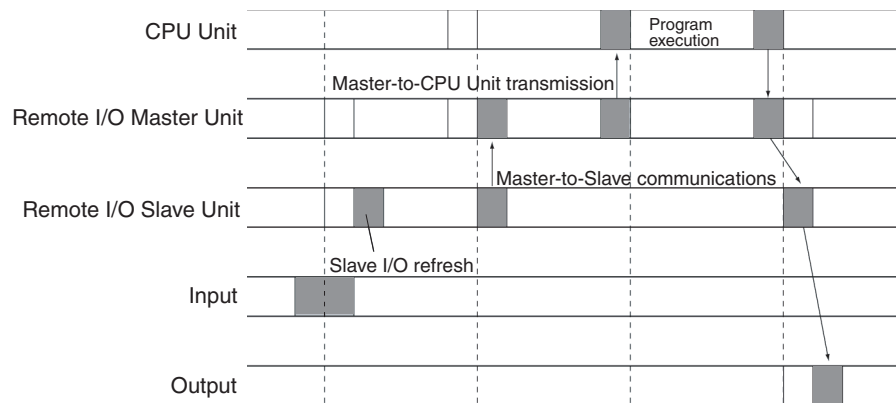 CPU Unit
Program
execution
Master-to-CPU Unit transmission
Remote I/O Master Unit
Master-to-Slave communications
Remote I/O Slave Unit
Slave I/O refresh
Input
Output